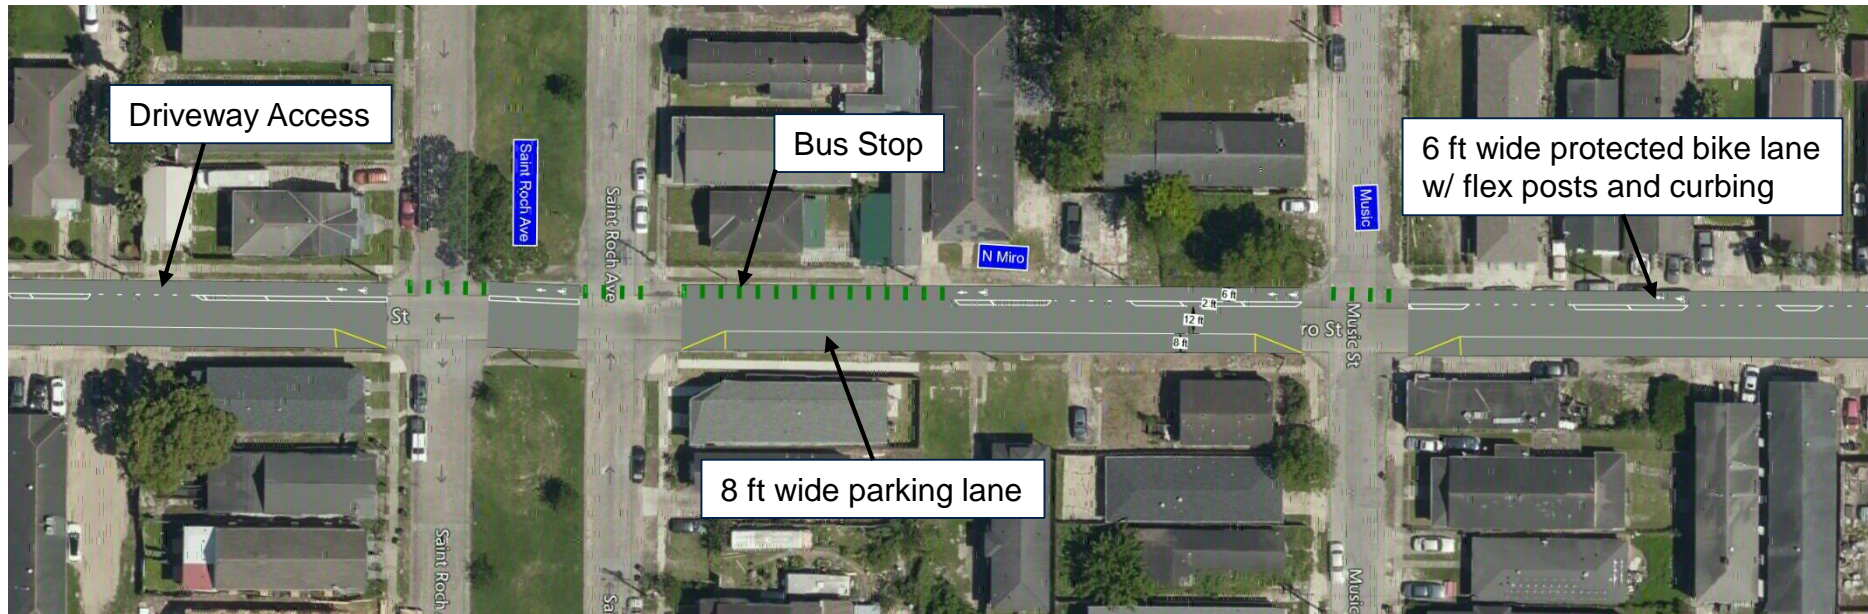 Driveway Access
Bus Stop
6 ft wide protected bike lane
w/ flex posts and curbing
Saint Roch Ave
Saint Roch Ave
Music
N Miro
6 ft
2 ft
12 ft
8 ft
St
ro St
Music St
8 ft wide parking lane
Saint Roch
Sa
Music